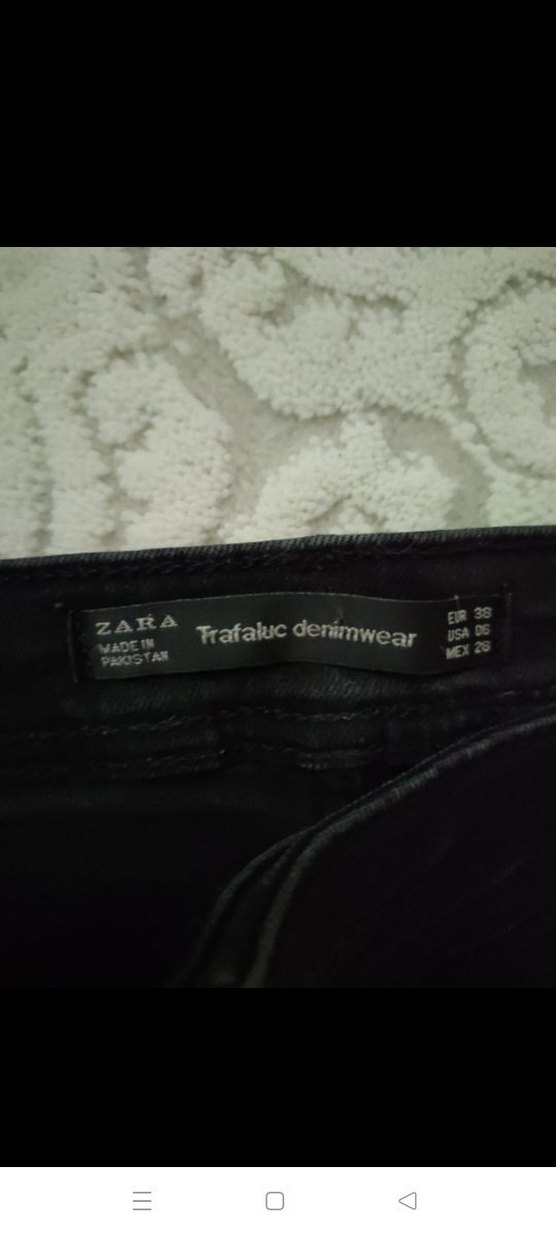 ZARA
MADE IN
PAKISTAN
Trafaluc denimwear
EUR 38
USA 06
MEX 28